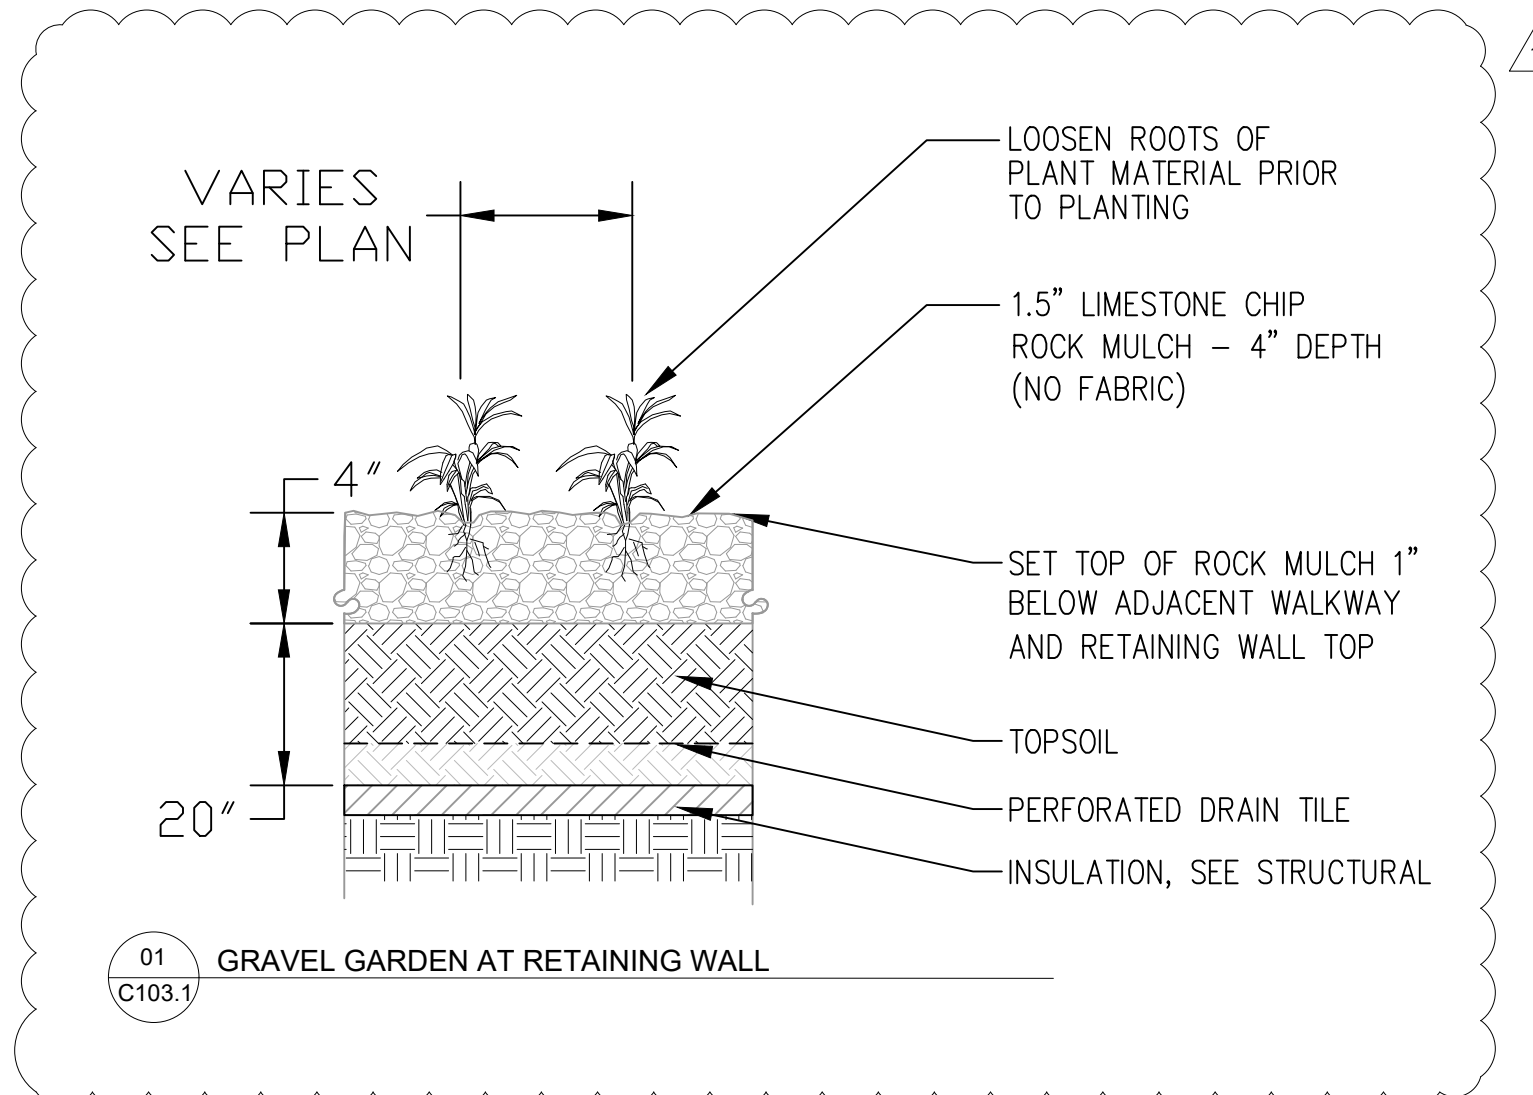 VARIES
SEE PLAN
LOOSEN ROOTS OF
PLANT MATERIAL PRIOR
TO PLANTING
1.5” LIMESTONE CHIP
ROCK MULCH – 4” DEPTH
(NO FABRIC)
4”
SET TOP OF ROCK MULCH 1”
BELOW ADJACENT WALKWAY
AND RETAINING WALL TOP
TOPSOIL
20”
PERFORATED DRAIN TILE
INSULATION, SEE STRUCTURAL
01
C103.1
GRAVEL GARDEN AT RETAINING WALL